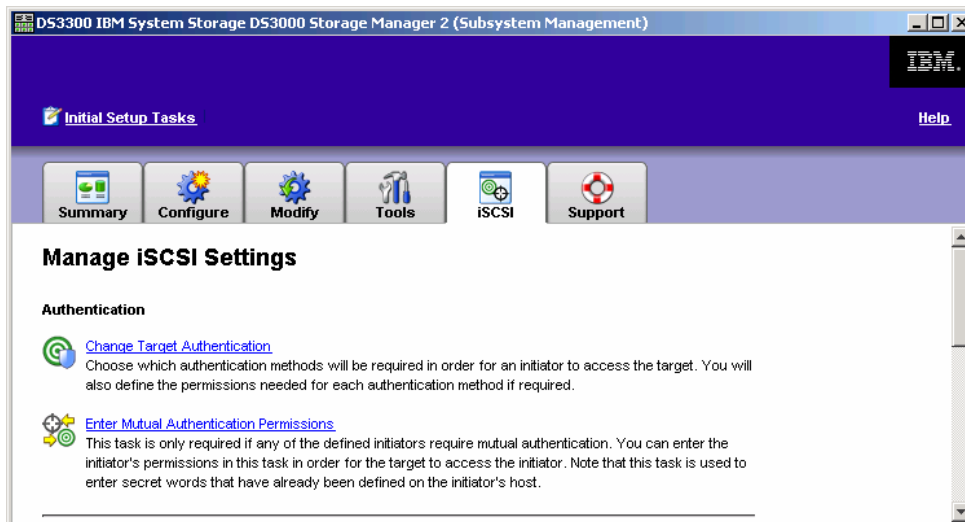 DS3300 IBM System Storage DS3000 Storage Manager 2 (Subsystem Management)
IBM.
Initial Setup Tasks
Help
Summary
Configure
Modify
Tools
iSCSI
Support
Manage iSCSI Settings
Authentication
Change Target Authentication
Choose which authentication methods will be required in order for an initiator to access the target. You will
also define the permissions needed for each authentication method if required.
Enter Mutual Authentication Permissions
This task is only required if any of the defined initiators require mutual authentication. You can enter the
initiator's permissions in this task in order for the target to access the initiator. Note that this task is used to
enter secret words that have already been defined on the initiator's host.